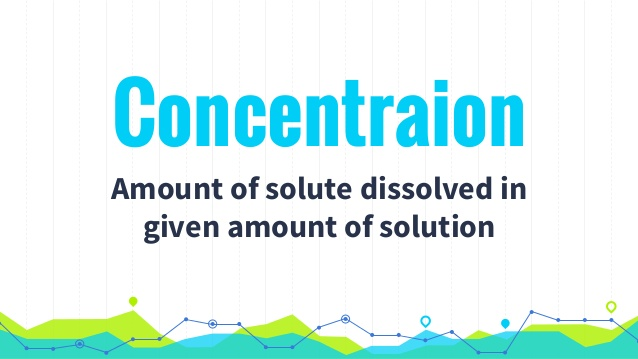 Concentraion
Amount of solute dissolved in
given amount of solution